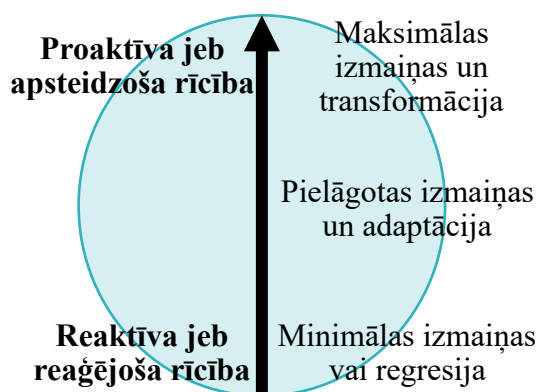 Proaktīva jeb
apsteidzoša rīcība
Maksimālas
izmaiņas un
transformācija
Pielāgotas izmaiņas
un adaptācija
Reaktīva jeb
reaģējoša rīcība
Minimālas izmaiņas
vai regresija